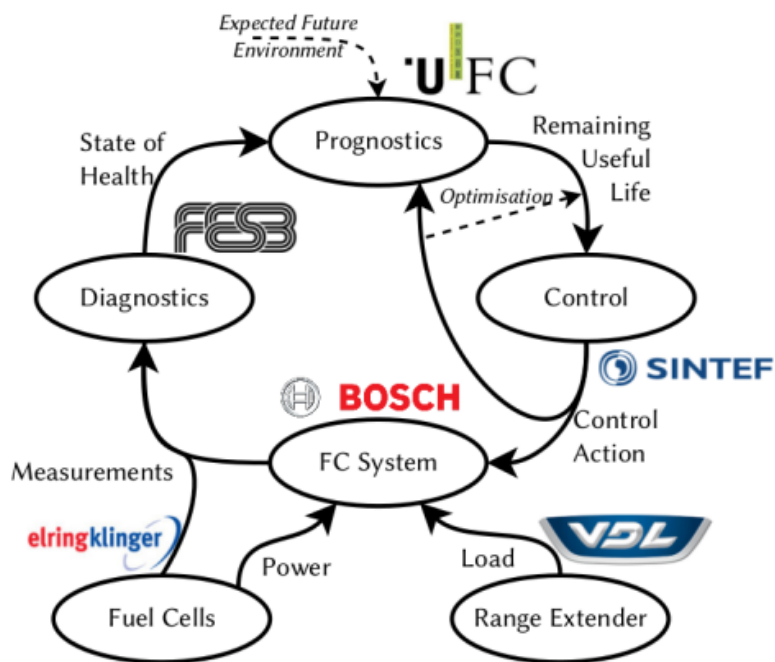 Expected Future
Environment
UFC
Prognostics
State of
Health
Remaining
Useful
Life
Optimisation
FESB
Diagnostics
Control
SINTEF
BOSCH
Control
Action
FC System
Measurements
elringklinger
VDL
Power
Load
Fuel Cells
Range Extender